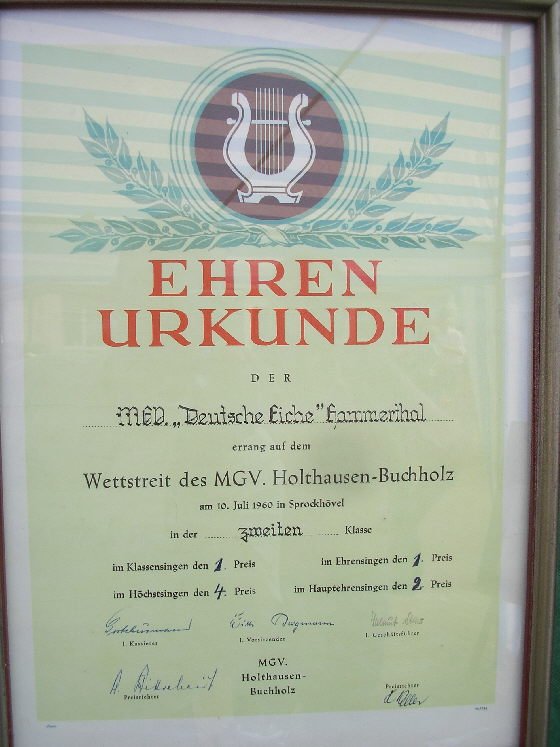 EHREN
URKUNDE
DER
MGV. „Deutsche Eiche" Hammerthal
errang auf dem
Wettstreit des MGV. Holthausen-Buchholz
am 10. Juli 1960 in Sprockhövel
in der zweiten Klasse
im Klassensingen den 1. Preis im Ehrensingen den 1. Preis
im Höchstsingen den 4. Preis im Hauptehrensingen den 2. Preis
1. Kassierer 1. Vorsitzender 1. Geschäftsführer
MGV.
Holthausen-
Buchholz
Preisrichter Preisrichter